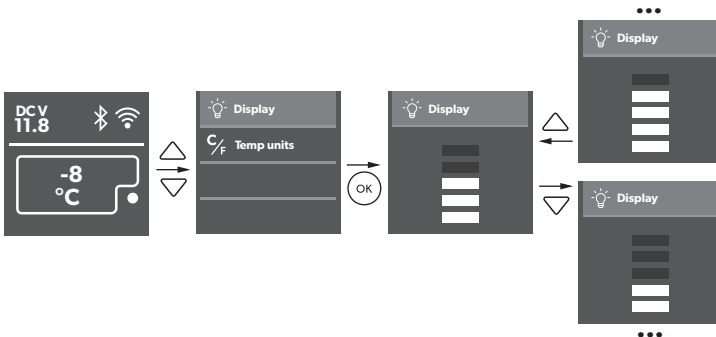 DC V
11.8
-8
°C
Display
C/F Temp units
OK
Display
•••
Display
Display
•••